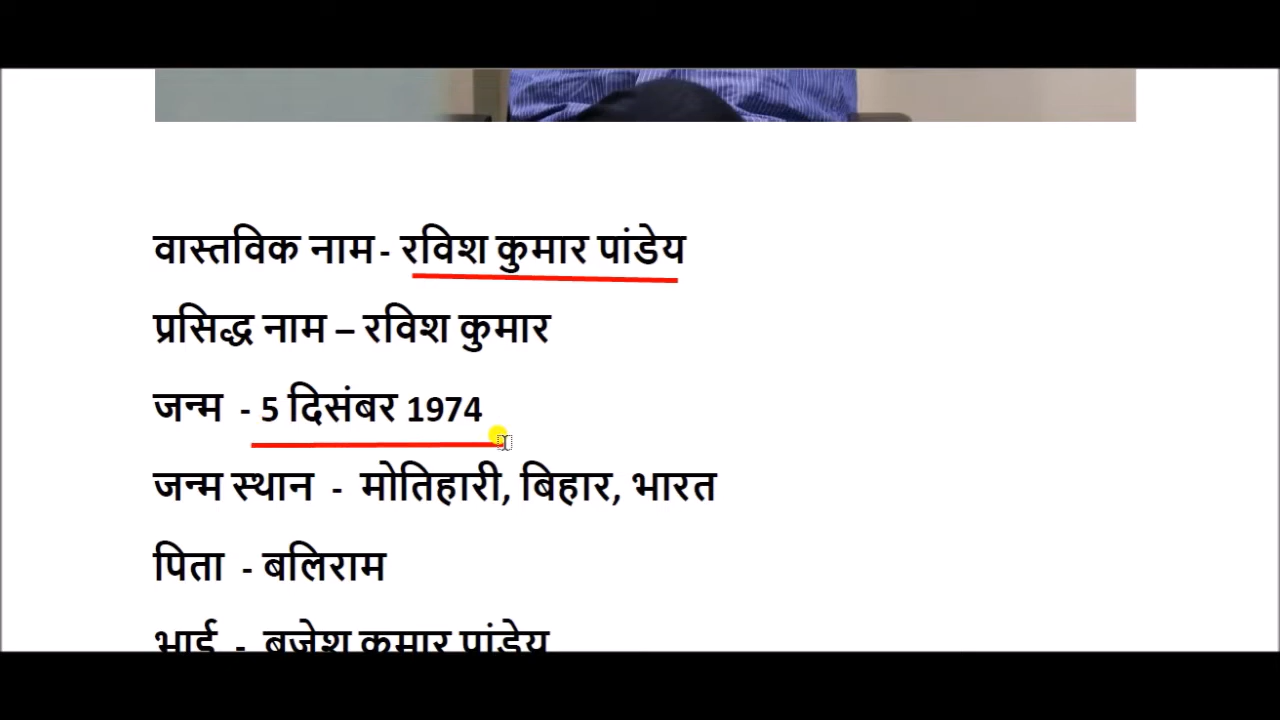 वास्तविक नाम - रविश कुमार पांडेय
प्रसिद्ध नाम – रविश कुमार
जन्म - 5 दिसंबर 1974
जन्म स्थान - मोतिहारी, बिहार, भारत
पिता - बलिराम
भाई - बृजेश कुमार पांडेय